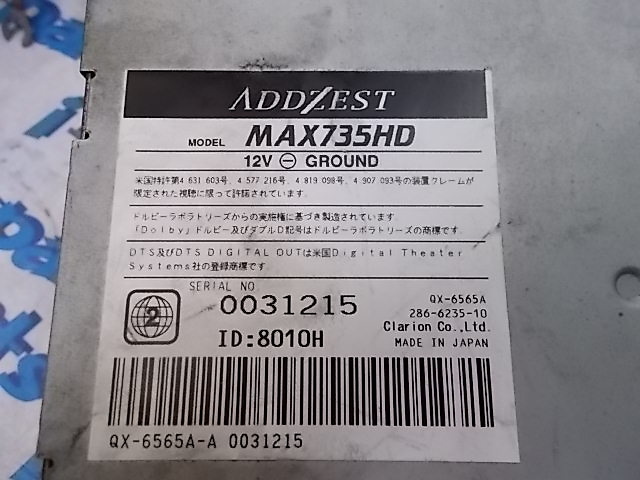 ADDZEST
MODEL MAX735HD
12V ⊖ GROUND
米国特許第4.631.603号、4.577.216号、4.819.098号、4.907.093号の装置クレームが
限定された視聴に限って許諾されています。
ドルビーラボラトリーズからの実施権に基づき製造されています。
「Dolby」ドルビー及びダブルD記号はドルビーラボラトリーズの商標です。
DTS及びDTS DIGITAL OUTは米国Digital Theater
Systems社の登録商標です。
SERIAL NO.
0031215
2
ID:8010H
QX-6565A
286-6235-10
Clarion Co.,Ltd.
MADE IN JAPAN
QX-6565A-A 0031215